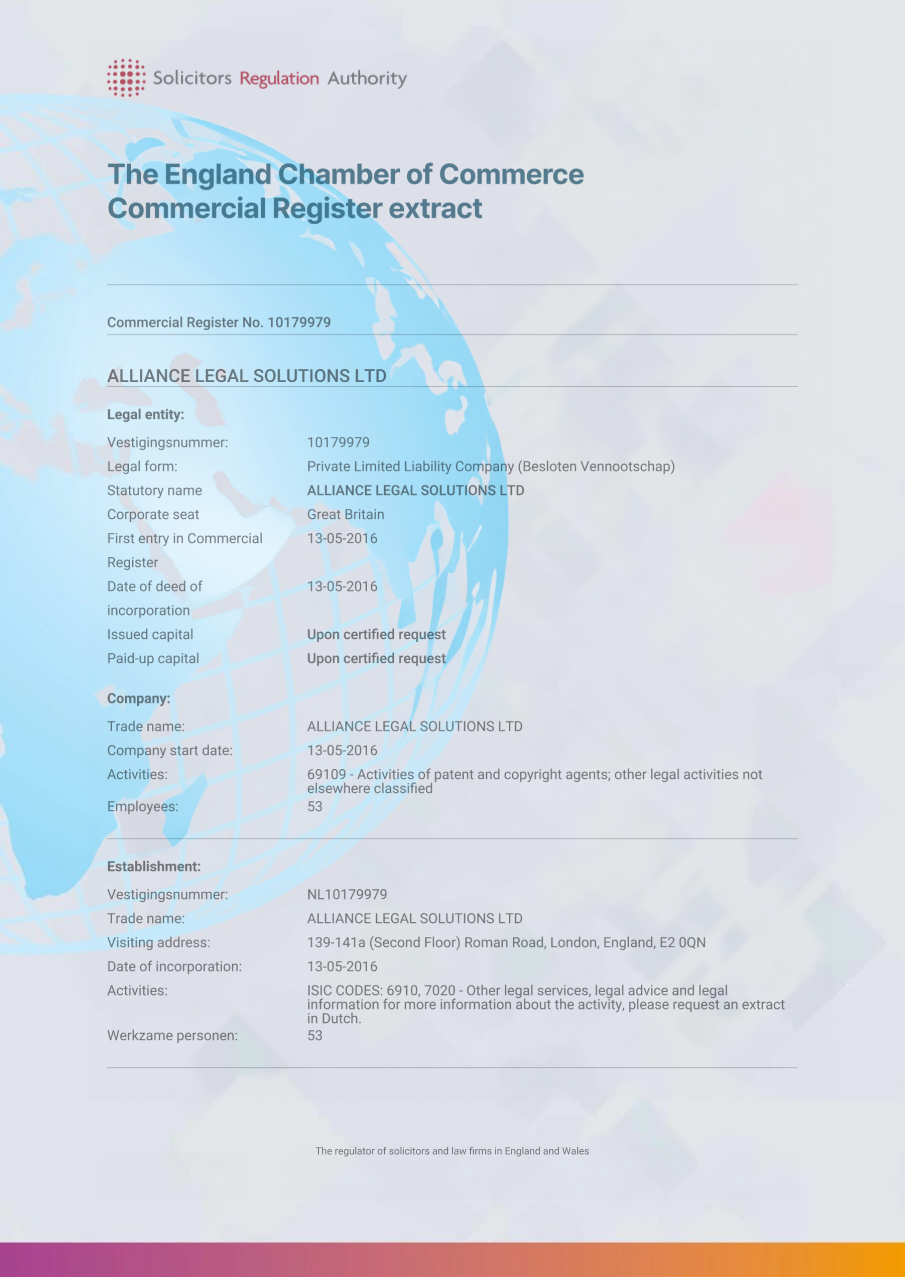 Solicitors Regulation Authority
The England Chamber of Commerce
Commercial Register extract
Commercial Register No. 10179979
ALLIANCE LEGAL SOLUTIONS LTD
Legal entity:
Vestigingsnummer: 10179979
Legal form: Private Limited Liability Company (Besloten Vennootschap)
Statutory name ALLIANCE LEGAL SOLUTIONS LTD
Corporate seat Great Britain
First entry in Commercial 13-05-2016
Register
Date of deed of 13-05-2016
incorporation
Issued capital Upon certified request
Paid-up capital Upon certified request
Company:
Trade name: ALLIANCE LEGAL SOLUTIONS LTD
Company start date: 13-05-2016
Activities: 69109 - Activities of patent and copyright agents; other legal activities not
elsewhere classified
Employees: 53
Establishment:
Vestigingsnummer: NL10179979
Trade name: ALLIANCE LEGAL SOLUTIONS LTD
Visiting address: 139-141a (Second Floor) Roman Road, London, England, E2 0QN
Date of incorporation: 13-05-2016
Activities: ISIC CODES: 6910, 7020 - Other legal services, legal advice and legal
information for more information about the activity, please request an extract
in Dutch.
Werkzame personen: 53
The regulator of solicitors and law firms in England and Wales